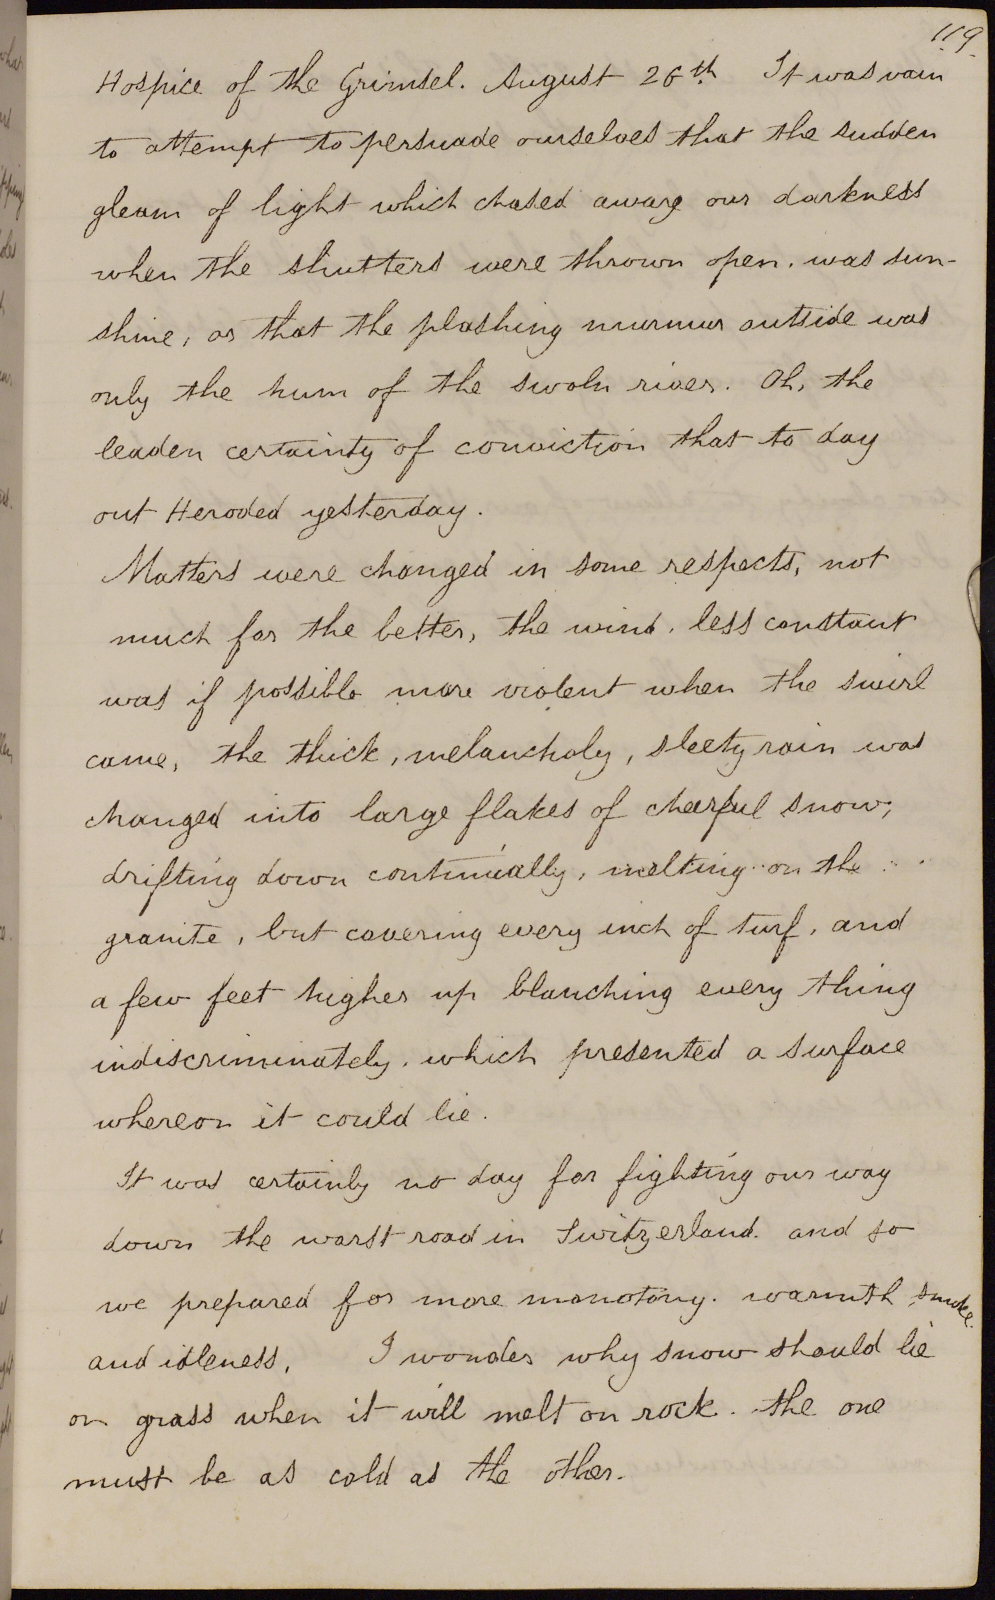 119
Hospice of the Grimsel. August 26th It was vain
to attempt to persuade ourselves that the sudden
gleam of light which chased away our darkness
when the shutters were thrown open, was sun-
shine, or that the plashing murmur outside was
only the hum of the swoln river. Oh, the
leaden certainty of conviction that to day
out Heroded yesterday.
Matters were changed in some respects, not
much for the better, the wind, less constant
was if possible more violent when the swirl
came, the thick, melancholy, sleety rain was
changed into large flakes of cheerful snow;
drifting down continually, melting on the
granite, but covering every inch of turf, and
a few feet higher up blanching every thing
indiscriminately, which presented a surface
whereon it could lie.
It was certainly no day for fighting our way
down the worst road in Switzerland. and so
we prepared for more monotony. warmth smoke.
and idleness. I wonder why snow should lie
on grass when it will melt on rock. the one
must be as cold as the other.